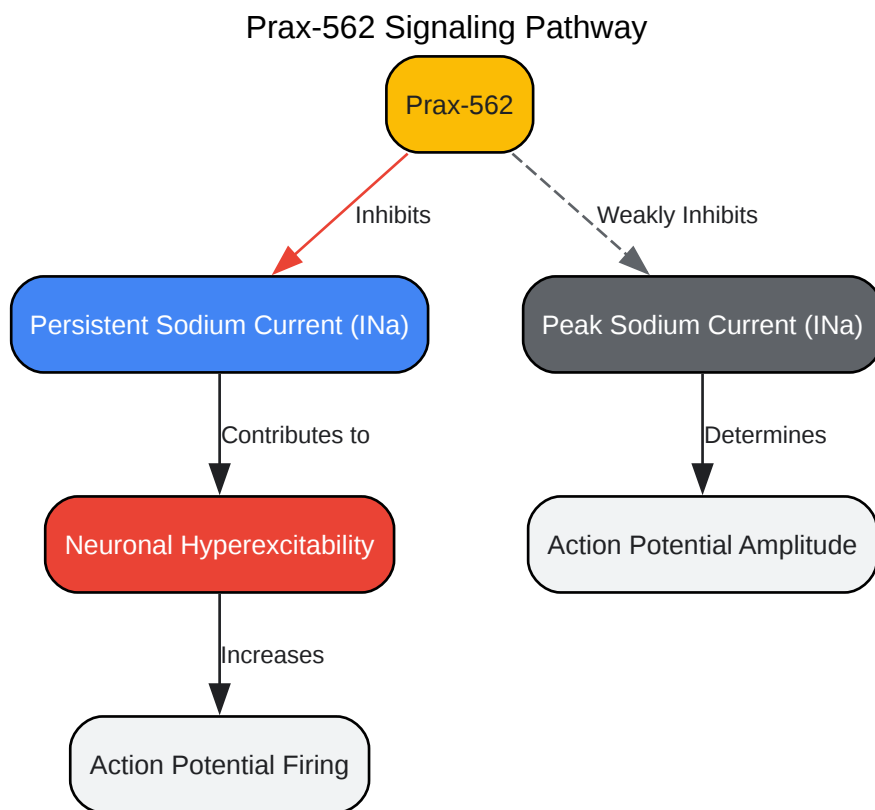 Prax-562 Signaling Pathway
Prax-562
Inhibits
Weakly Inhibits
Persistent Sodium Current (INa)
Peak Sodium Current (INa)
Contributes to
Determines
Neuronal Hyperexcitability
Action Potential Amplitude
Increases
Action Potential Firing